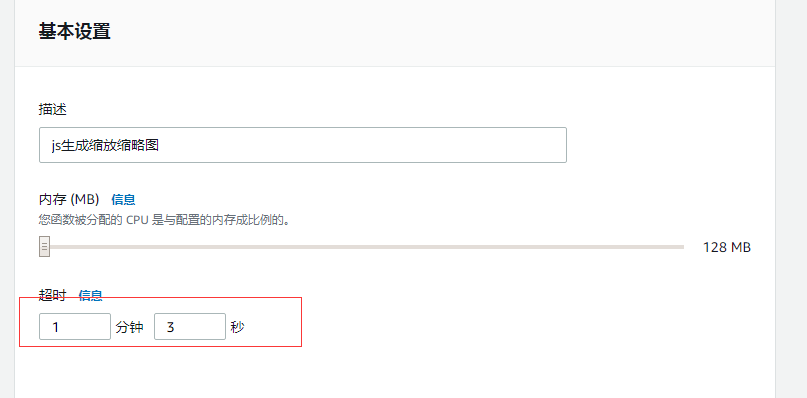 基本设置
描述
js生成缩放缩略图
内存 (MB) 信息
您函数被分配的 CPU 是与配置的内存成比例的。
128 MB
超时 信息
1 分钟 3 秒